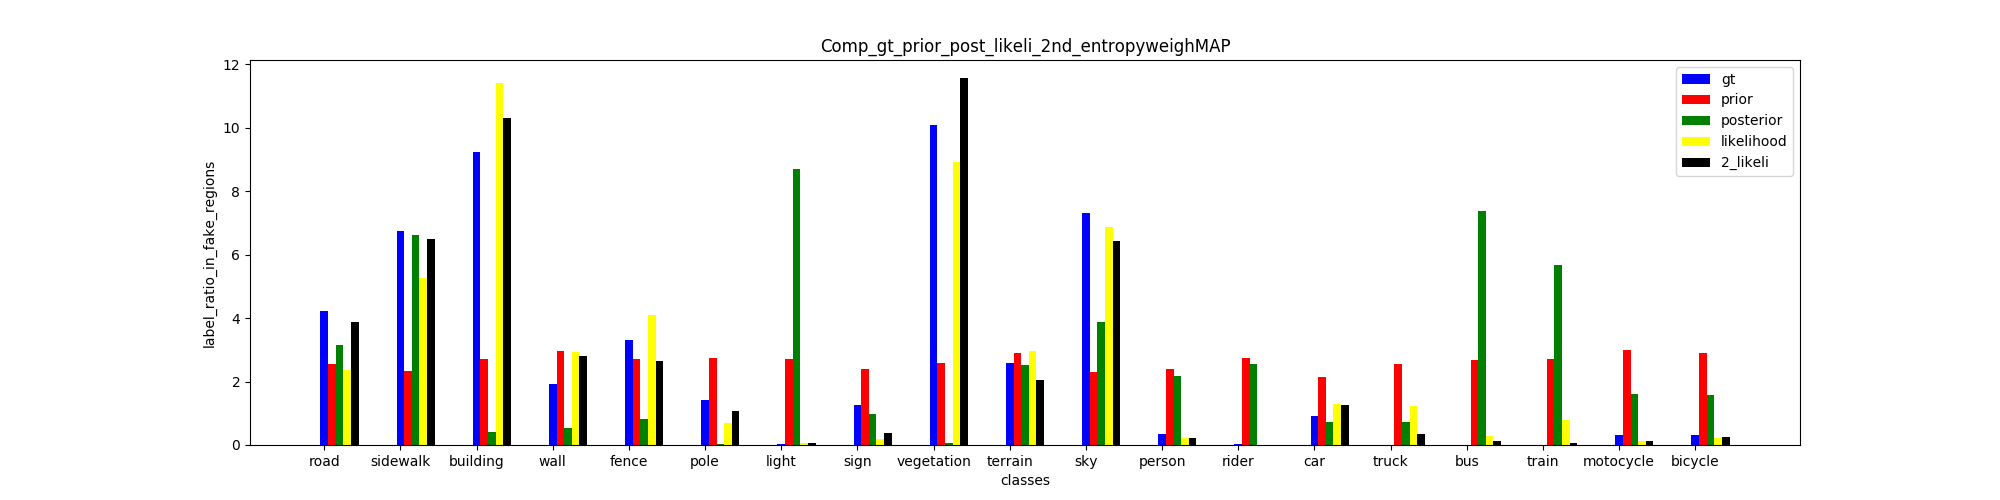 Comp_gt_prior_post_likeli_2nd_entropyweighMAP
gt
prior
posterior
likelihood
2_likeli
label_ratio_in_fake_regions
12
10
8
6
4
2
0
road sidewalk building wall fence pole light sign vegetation terrain sky person rider car truck bus train motocycle bicycle
classes